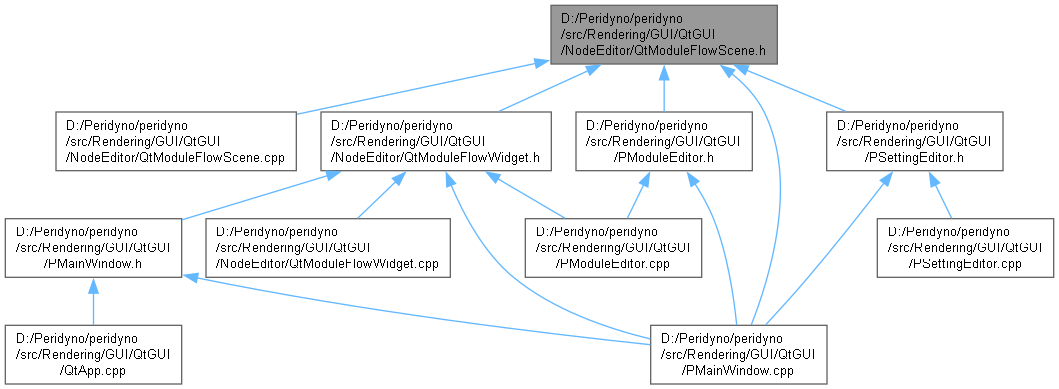 D:/Peridyno/peridyno
/src/Rendering/GUI/QtGUI
/NodeEditor/QtModuleFlowScene.h
D:/Peridyno/peridyno
/src/Rendering/GUI/QtGUI
/NodeEditor/QtModuleFlowScene.cpp
D:/Peridyno/peridyno
/src/Rendering/GUI/QtGUI
/NodeEditor/QtModuleFlowWidget.h
D:/Peridyno/peridyno
/src/Rendering/GUI/QtGUI
/PModuleEditor.h
D:/Peridyno/peridyno
/src/Rendering/GUI/QtGUI
/PSettingEditor.h
D:/Peridyno/peridyno
/src/Rendering/GUI/QtGUI
/PMainWindow.h
D:/Peridyno/peridyno
/src/Rendering/GUI/QtGUI
/NodeEditor/QtModuleFlowWidget.cpp
D:/Peridyno/peridyno
/src/Rendering/GUI/QtGUI
/PModuleEditor.cpp
D:/Peridyno/peridyno
/src/Rendering/GUI/QtGUI
/PSettingEditor.cpp
D:/Peridyno/peridyno
/src/Rendering/GUI/QtGUI
/QtApp.cpp
D:/Peridyno/peridyno
/src/Rendering/GUI/QtGUI
/PMainWindow.cpp